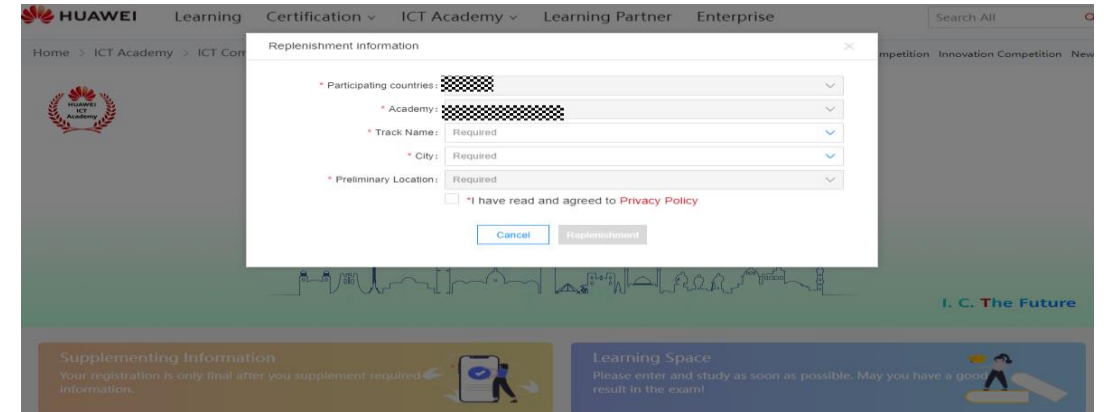 HUAWEI Learning Certification ICT Academy Learning Partner Enterprise Search All
Home > ICT Academy > ICT Com
mpetition Innovation Competition New
Replenishment Information
HUAWEI
ICT
Academy
* Participating countries:
* Academy:
* Track Name: Required
* City: Required
* Preliminary Location: Required
*I have read and agreed to Privacy Policy
Cancel Replenishment
I. C. The Future
Supplementing Information
Your registration is only final after you supplement required
information.
Learning Space
Please enter and study as soon as possible. May you have a good
result in the exam!